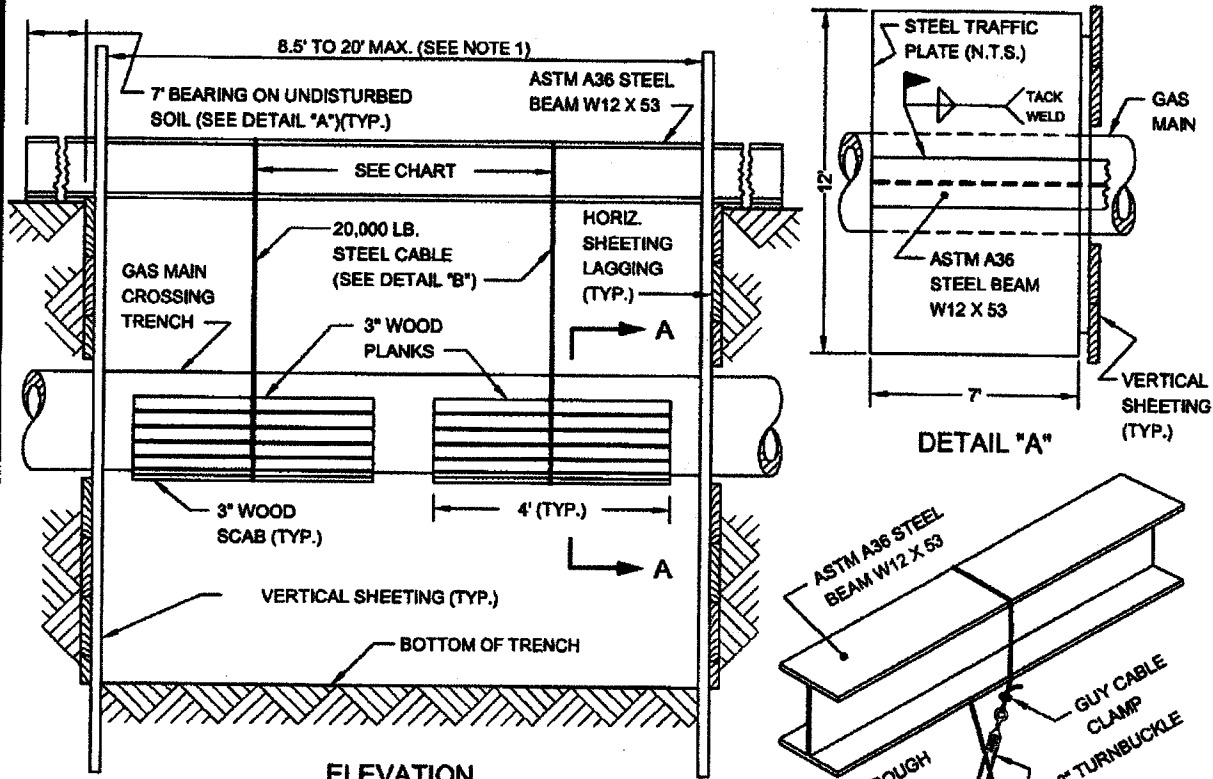 8.5' TO 20' MAX. (SEE NOTE 1)
7' BEARING ON UNDISTURBED
SOIL (SEE DETAIL "A")(TYP.)
ASTM A36 STEEL
BEAM W12 X 53
SEE CHART
20,000 LB.
STEEL CABLE
(SEE DETAIL "B")
HORIZ.
SHEETING
LAGGING
(TYP.)
GAS MAIN
CROSSING
TRENCH
3" WOOD
PLANKS
A
3" WOOD
SCAB (TYP.)
4' (TYP.)
A
VERTICAL SHEETING (TYP.)
BOTTOM OF TRENCH
ELEVATION
STEEL TRAFFIC
PLATE (N.T.S.)
TACK
WELD
GAS
MAIN
12'
ASTM A36
STEEL BEAM
W12 X 53
7'
VERTICAL
SHEETING
(TYP.)
DETAIL "A"
ASTM A36 STEEL
BEAM W12 X 53
GUY CABLE
CLAMP
TURNBUCKLE